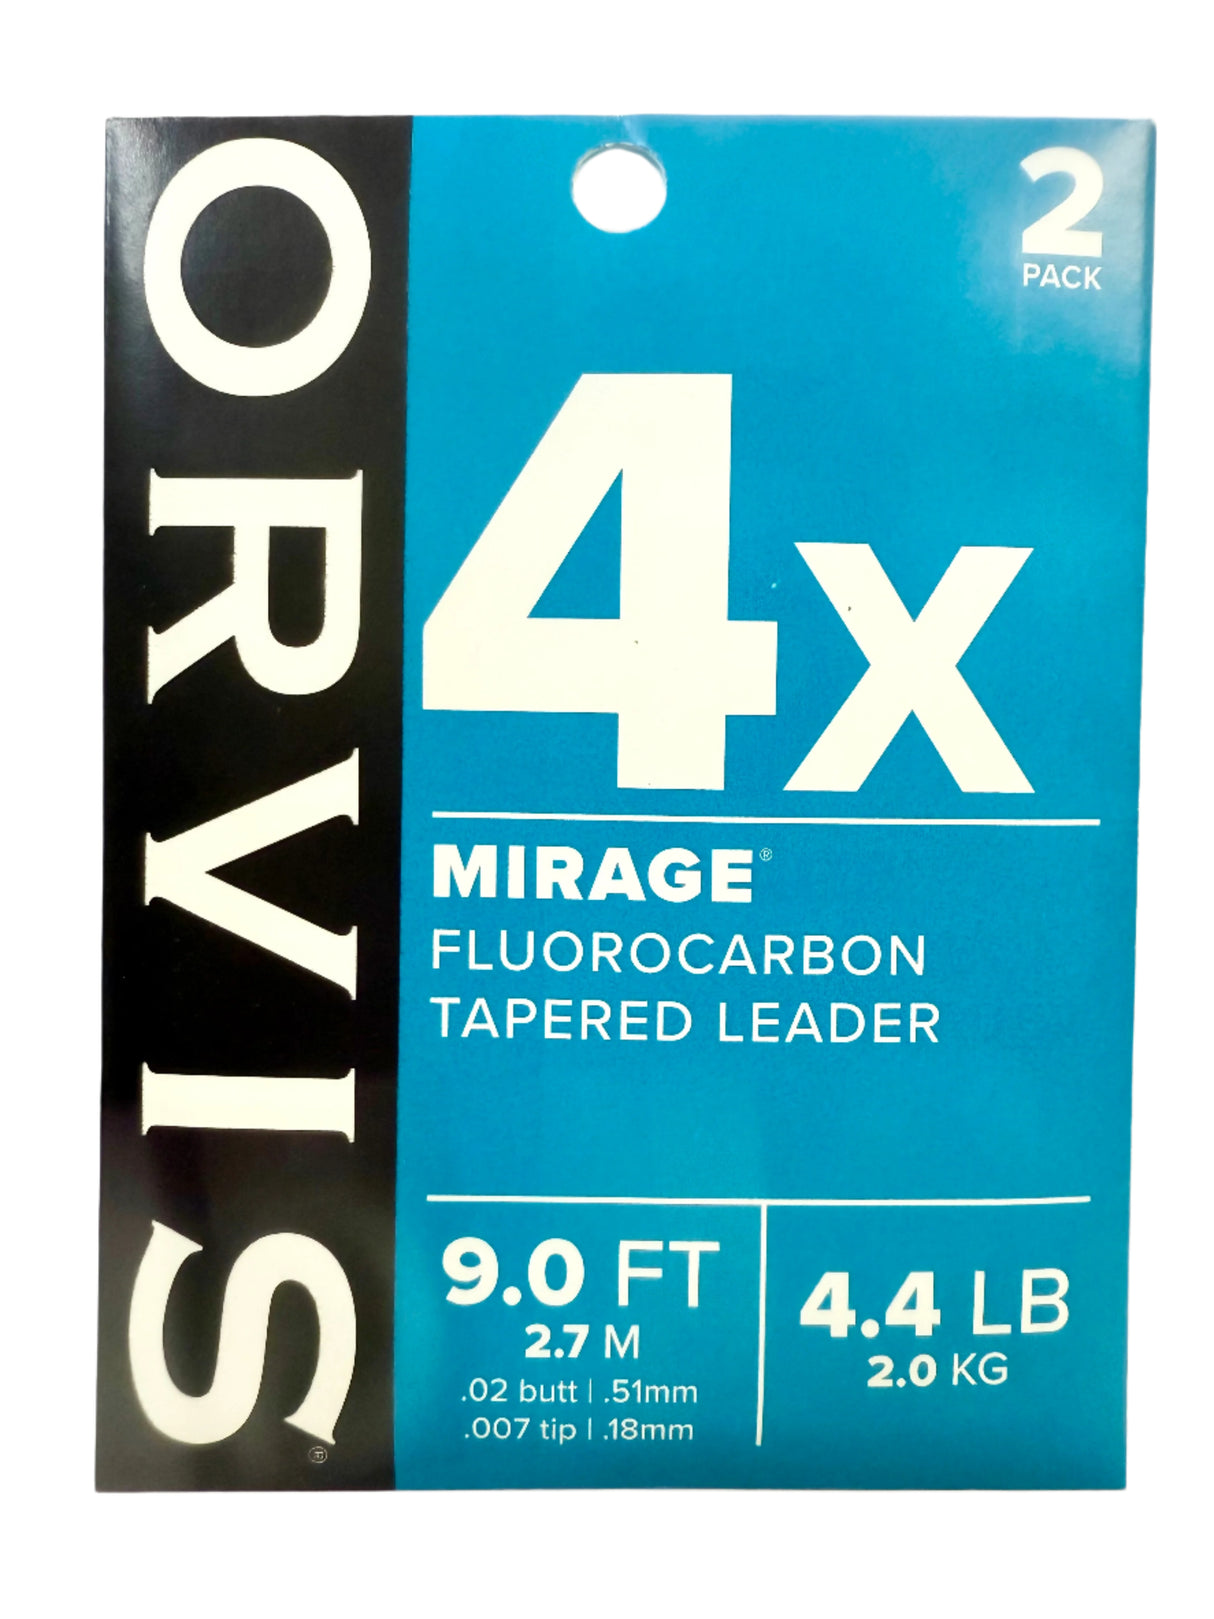 ORVIS®
2
PACK
4x
MIRAGE®
FLUOROCARBON
TAPERED LEADER
9.0 FT
2.7 M
.02 butt | .51mm
.007 tip | .18mm
4.4 LB
2.0 KG